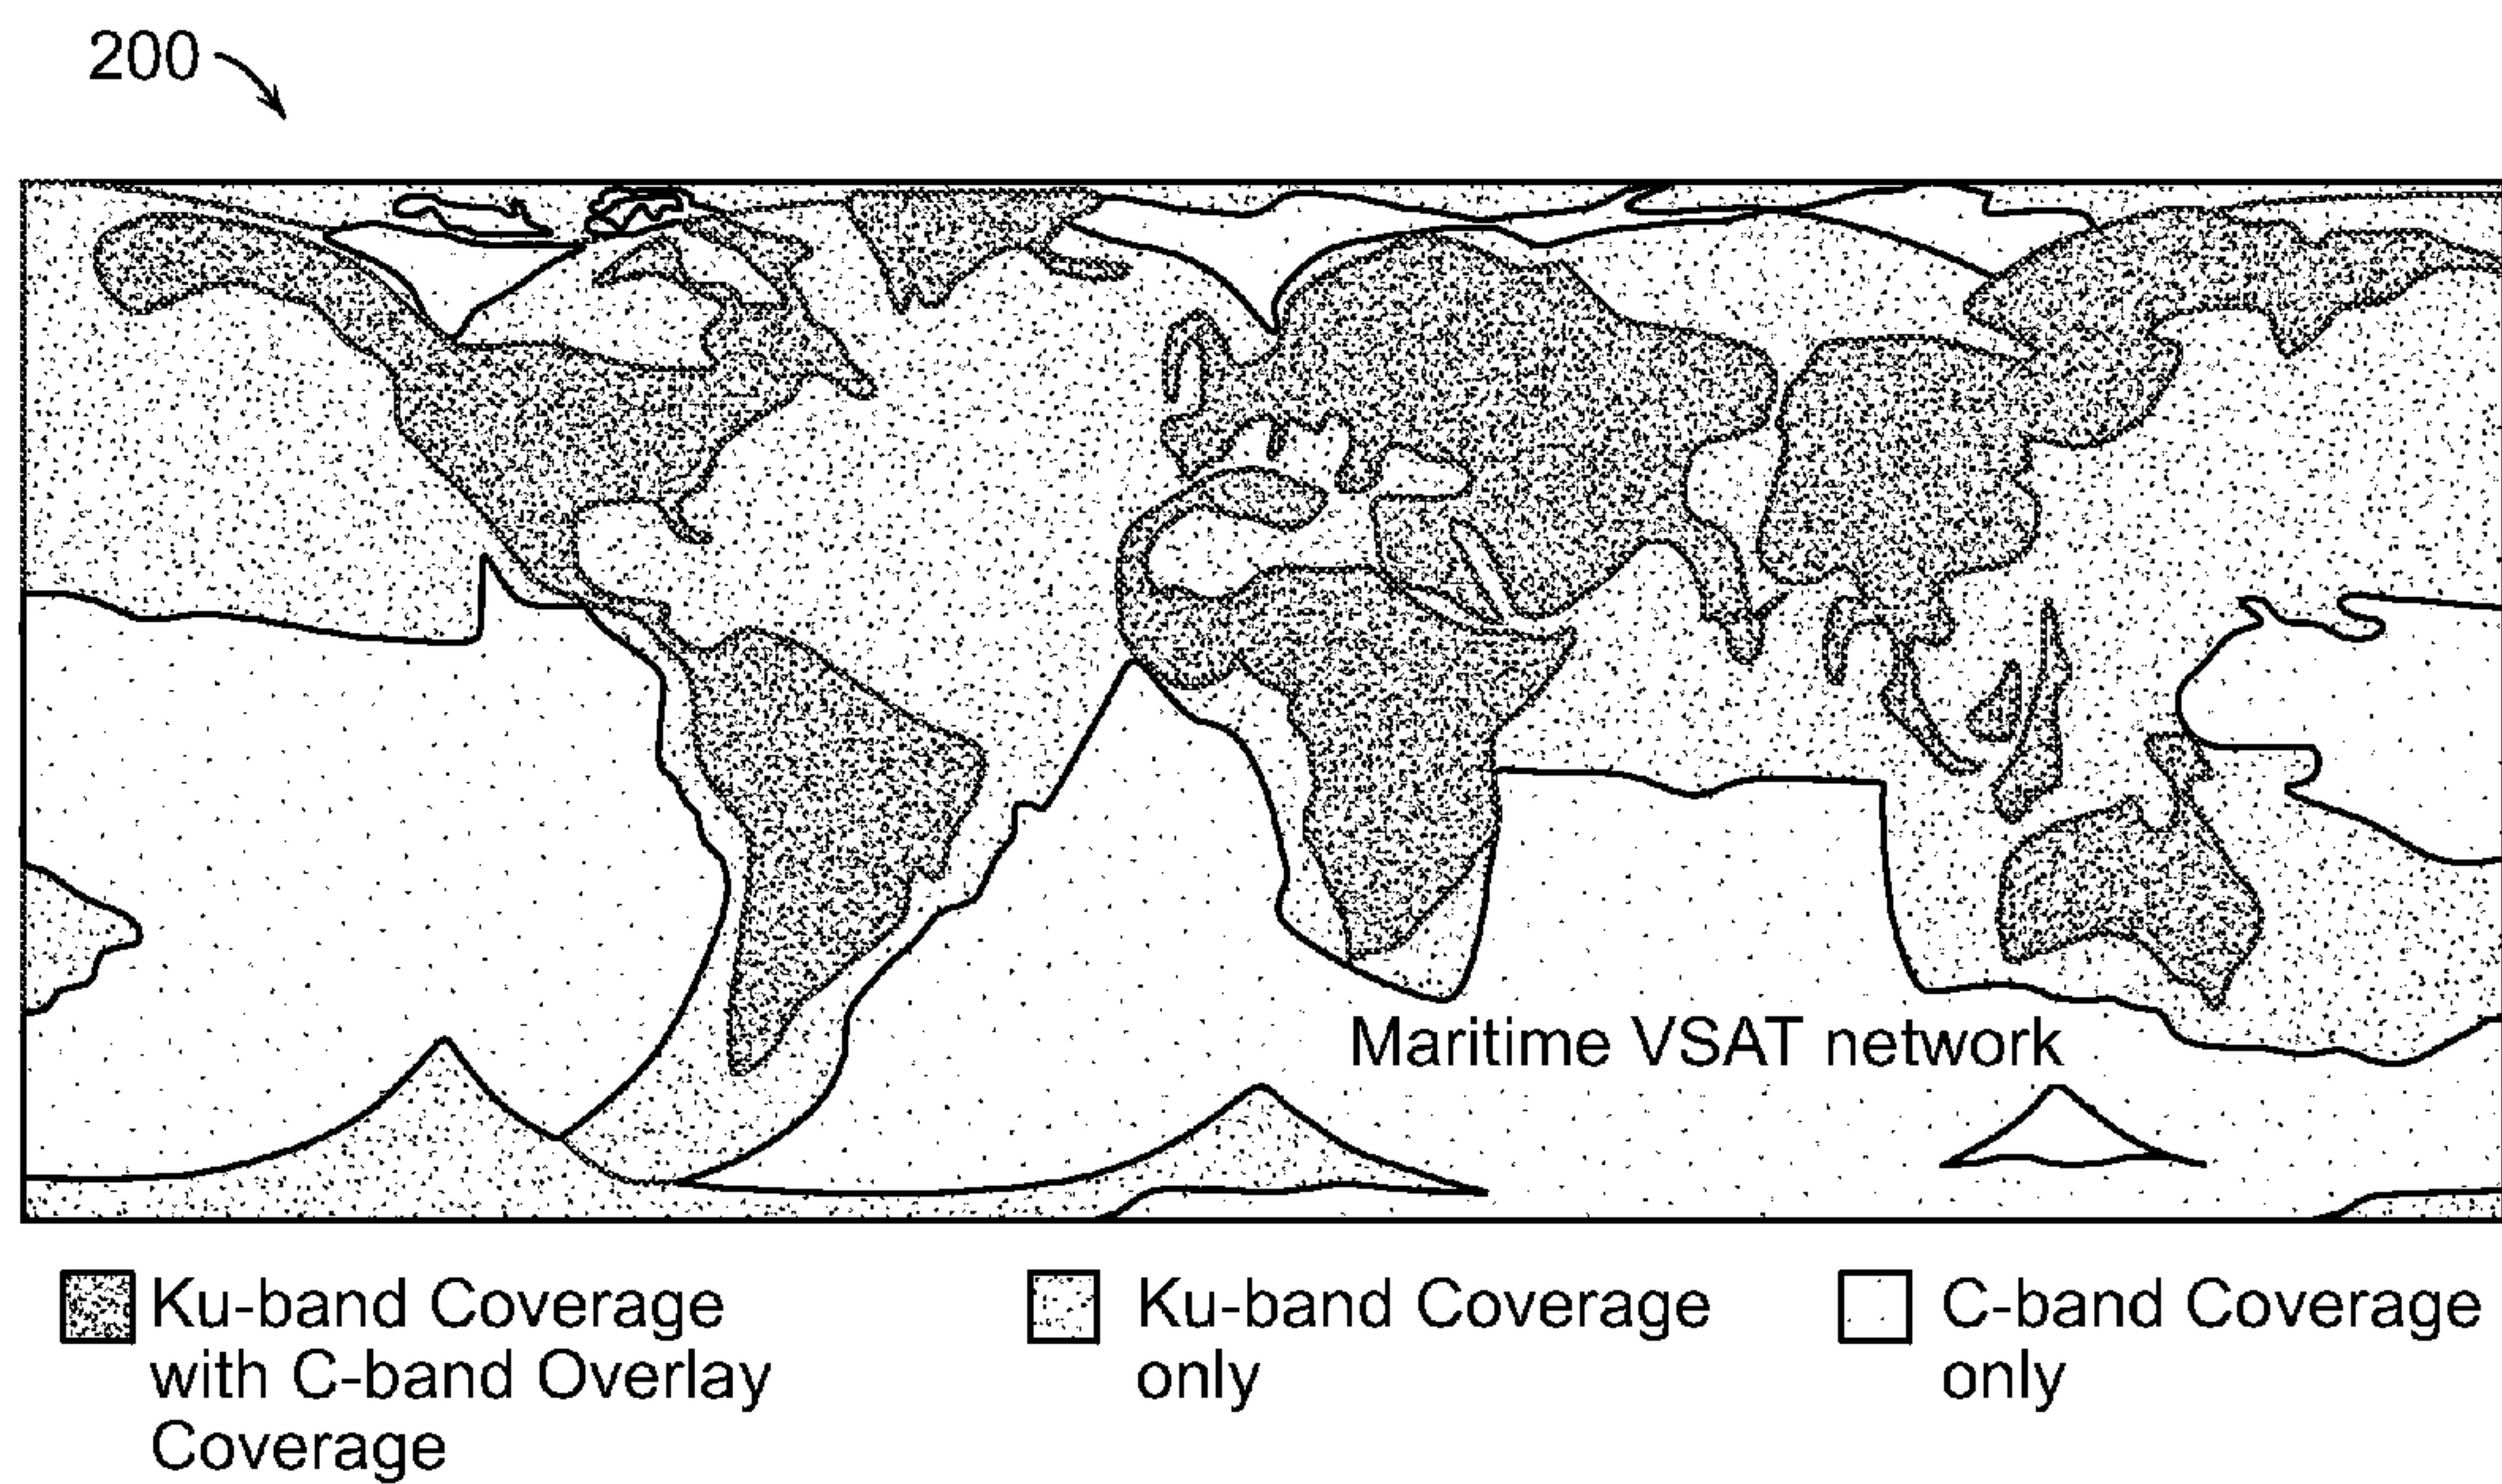 200
Maritime VSAT network
Ku-band Coverage
with C-band Overlay
Coverage
Ku-band Coverage
only
C-band Coverage
only